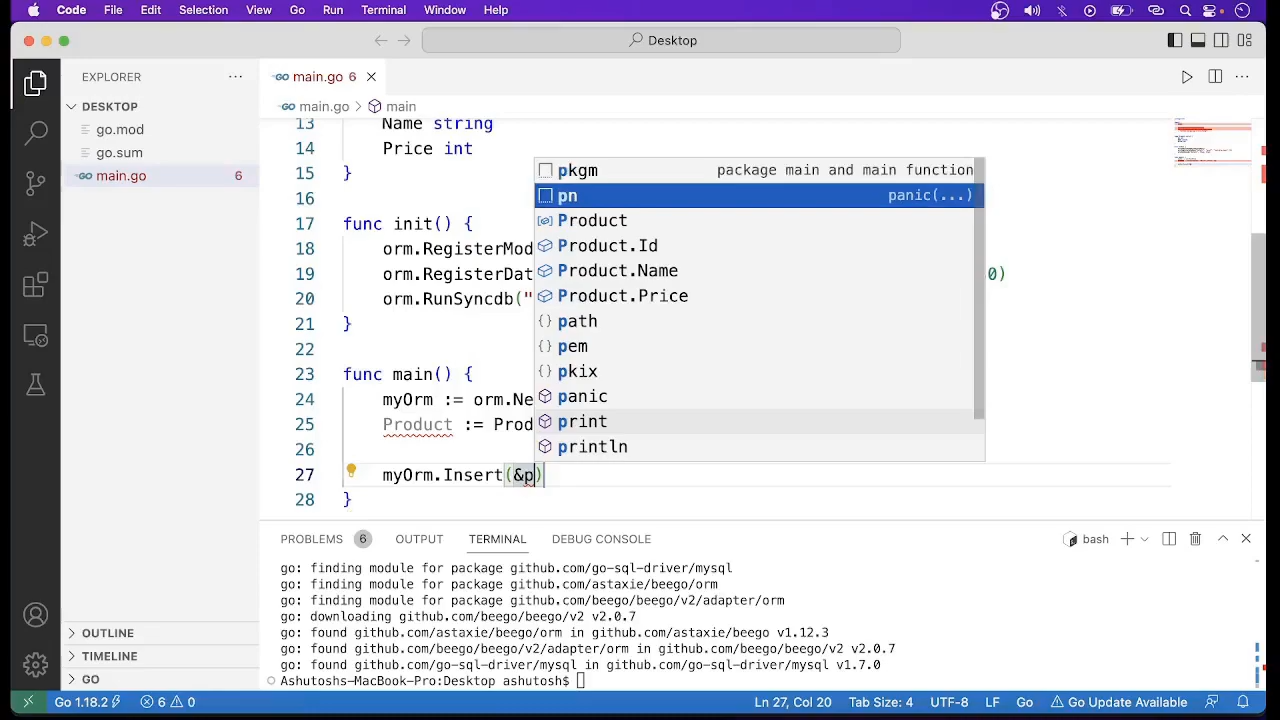 Code File Edit Selection View Go Run Terminal Window Help
Desktop
EXPLORER
GO main.go 6
DESKTOP
go.mod
go.sum
GO main.go 6
GO main.go > main
13 Name string
14 Price int
15 }
16
17 func init() {
18 orm.RegisterMod
19 orm.RegisterDat 0)
20 orm.RunSyncdb("
21 }
22
23 func main() {
24 myOrm := orm.Ne
25 Product := Prod
26
27 myOrm.Insert(&p)
28 }
pkgm package main and main function
pn panic(...)
Product
Product.Id
Product.Name
Product.Price
path
pem
pkix
panic
print
println
PROBLEMS 6 OUTPUT TERMINAL DEBUG CONSOLE
bash
go: finding module for package github.com/go-sql-driver/mysql
go: finding module for package github.com/astaxie/beego/orm
go: finding module for package github.com/beego/beego/v2/adapter/orm
go: downloading github.com/beego/beego/v2 v2.0.7
go: found github.com/astaxie/beego/orm in github.com/astaxie/beego v1.12.3
go: found github.com/beego/beego/v2/adapter/orm in github.com/beego/beego/v2 v2.0.7
go: found github.com/go-sql-driver/mysql in github.com/go-sql-driver/mysql v1.7.0
Ashutoshs-MacBook-Pro:Desktop ashutosh$
OUTLINE
TIMELINE
GO
Go 1.18.2 6 0 Ln 27, Col 20 Tab Size: 4 UTF-8 LF Go Go Update Available